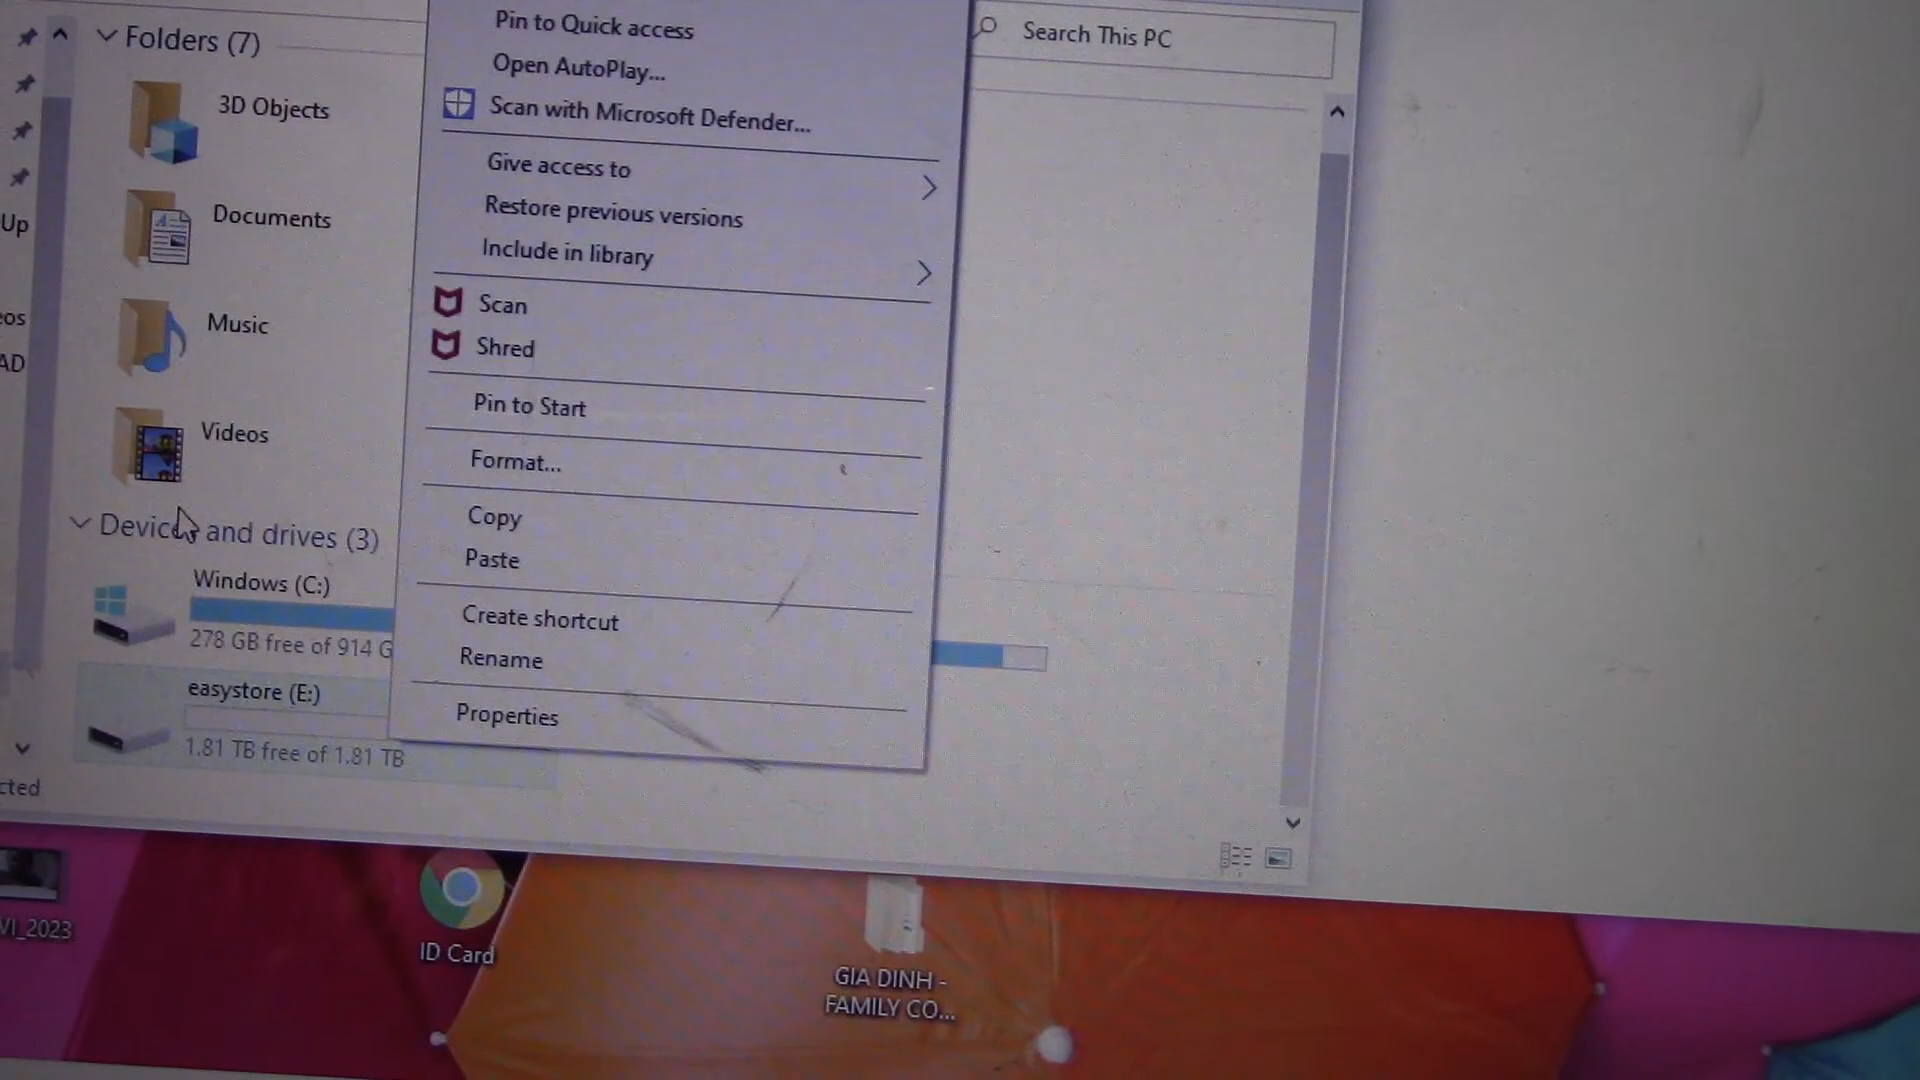 Folders (7)
3D Objects
Documents
Music
Videos
Devices and drives (3)
Windows (C:)
278 GB free of 914 G
easystore (E:)
1.81 TB free of 1.81 TB
Up
eos
AD
cted
Pin to Quick access
Open AutoPlay...
Scan with Microsoft Defender...
Give access to
Restore previous versions
Include in library
Scan
Shred
Pin to Start
Format...
Copy
Paste
Create shortcut
Rename
Properties
Search This PC
VI_2023
ID Card
GIA DINH -
FAMILY CO...